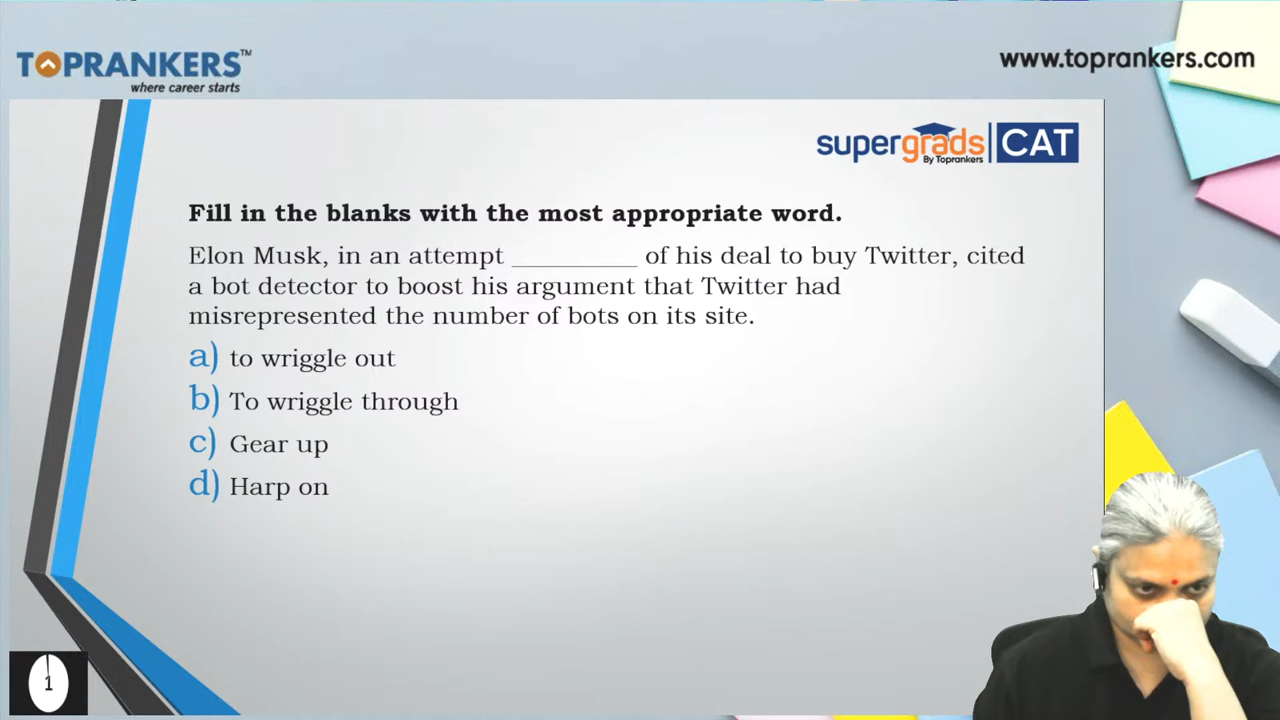 TOPRANKERS™
where career starts
www.toprankers.com
supergrads | CAT
By Toprankers
Fill in the blanks with the most appropriate word.
Elon Musk, in an attempt __________ of his deal to buy Twitter, cited
a bot detector to boost his argument that Twitter had
misrepresented the number of bots on its site.
a) to wriggle out
b) To wriggle through
c) Gear up
d) Harp on
1